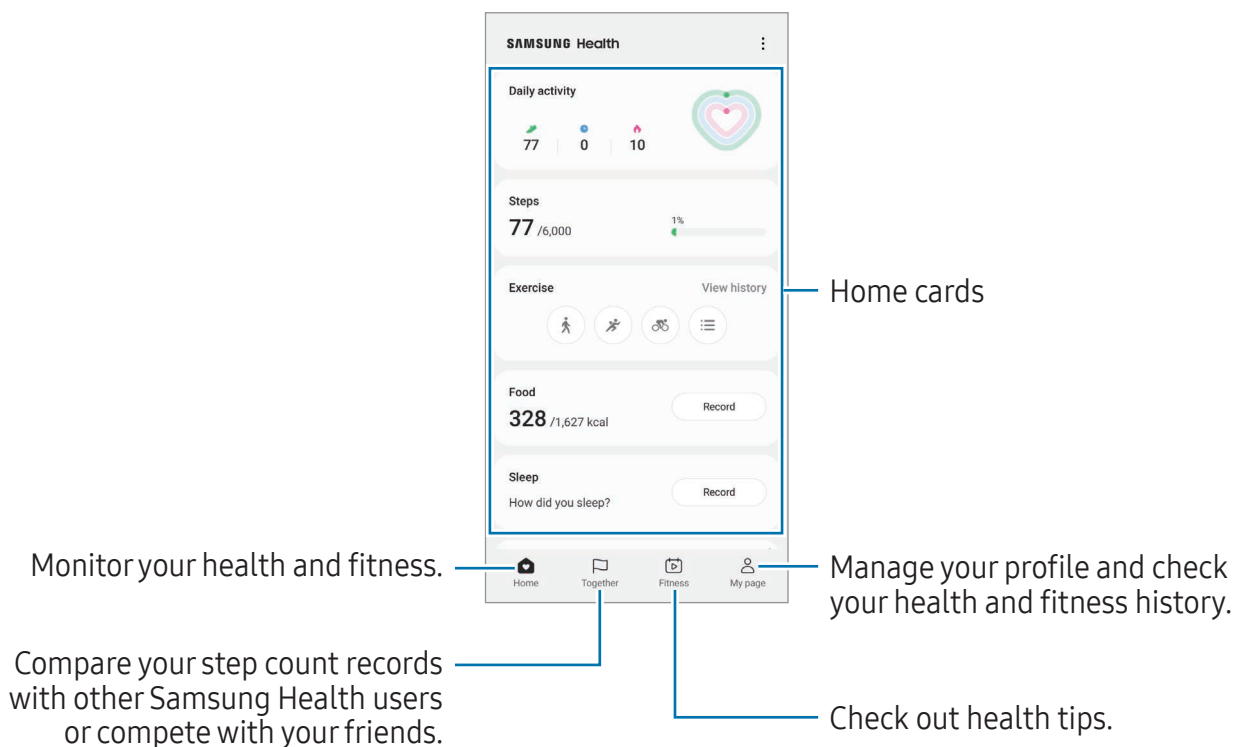 SAMSUNG Health
Daily activity
77 0 10
Steps
77 /6,000
1%
Exercise View history
Home cards
Food
328 /1,627 kcal
Record
Sleep
How did you sleep?
Record
Home Together Fitness My page
Monitor your health and fitness.
Manage your profile and check
your health and fitness history.
Compare your step count records
with other Samsung Health users
or compete with your friends.
Check out health tips.